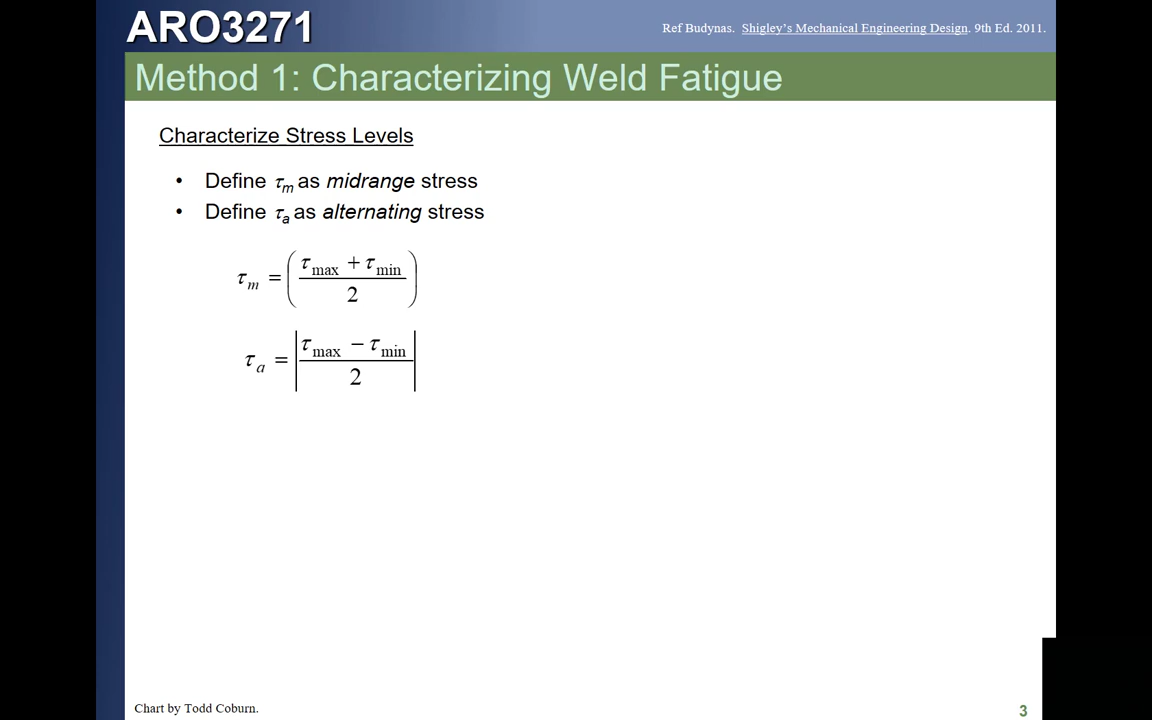 ARO3271
Ref Budynas. Shigley's Mechanical Engineering Design. 9th Ed. 2011.
Method 1: Characterizing Weld Fatigue
Characterize Stress Levels
• Define τm as midrange stress
• Define τa as alternating stress
τm = ( (τmax + τmin) / 2 )
τa = | (τmax − τmin) / 2 |
Chart by Todd Coburn.
3